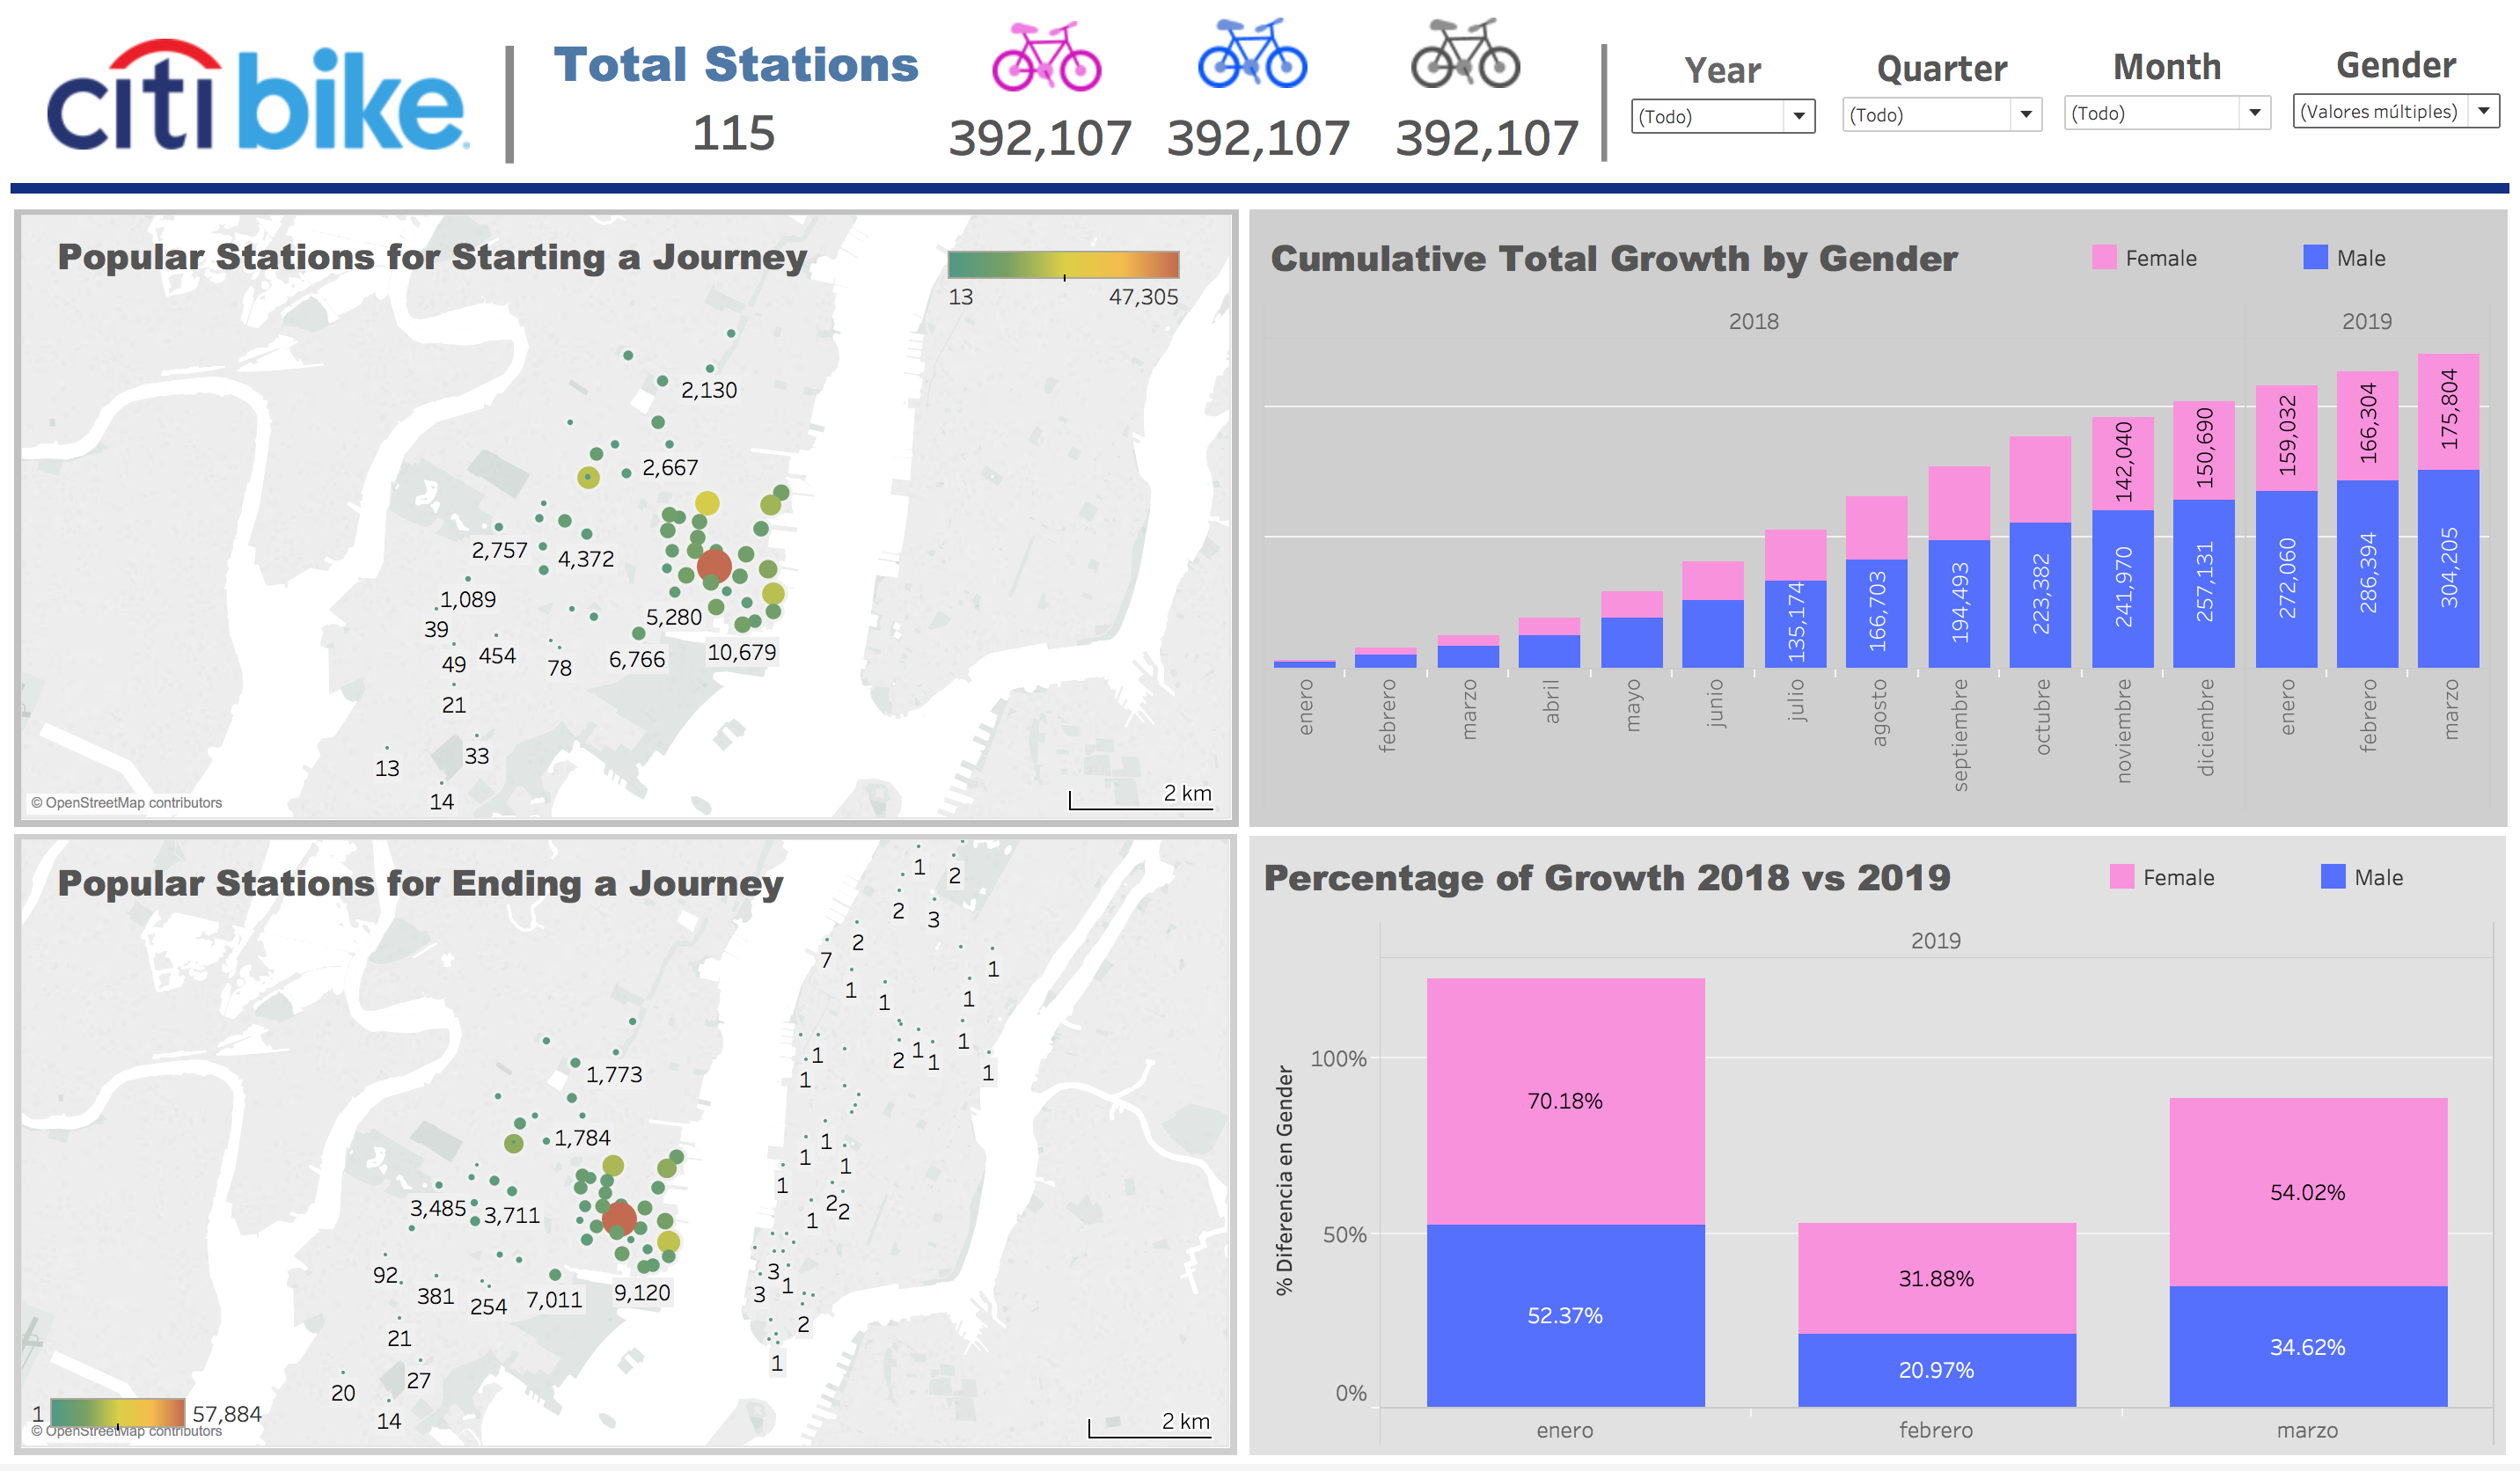 citi bike
Total Stations
115
392,107
392,107
392,107
Year
(Todo)
Quarter
(Todo)
Month
(Todo)
Gender
(Valores múltiples)
Popular Stations for Starting a Journey
13
47,305
2,130
2,667
2,757
4,372
1,089
5,280
39
49
454
78
6,766
10,679
21
33
13
14
© OpenStreetMap contributors
2 km
Cumulative Total Growth by Gender
Female
Male
2018
2019
135,174
166,703
194,493
223,382
142,040
241,970
150,690
257,131
159,032
272,060
166,304
286,394
175,804
304,205
enero
febrero
marzo
abril
mayo
junio
julio
agosto
septiembre
octubre
noviembre
diciembre
enero
febrero
marzo
Popular Stations for Ending a Journey
1
2
2
3
2
7
1
1
1
1
1
2
1
1
1
1
1
1
1,773
1,784
1
1
1
1
2
2
1
3,485
3,711
92
381
254
7,011
9,120
3
1
3
2
1
21
27
20
14
1
57,884
© OpenStreetMap contributors
2 km
Percentage of Growth 2018 vs 2019
Female
Male
2019
% Diferencia en Gender
100%
50%
0%
70.18%
52.37%
31.88%
20.97%
54.02%
34.62%
enero
febrero
marzo